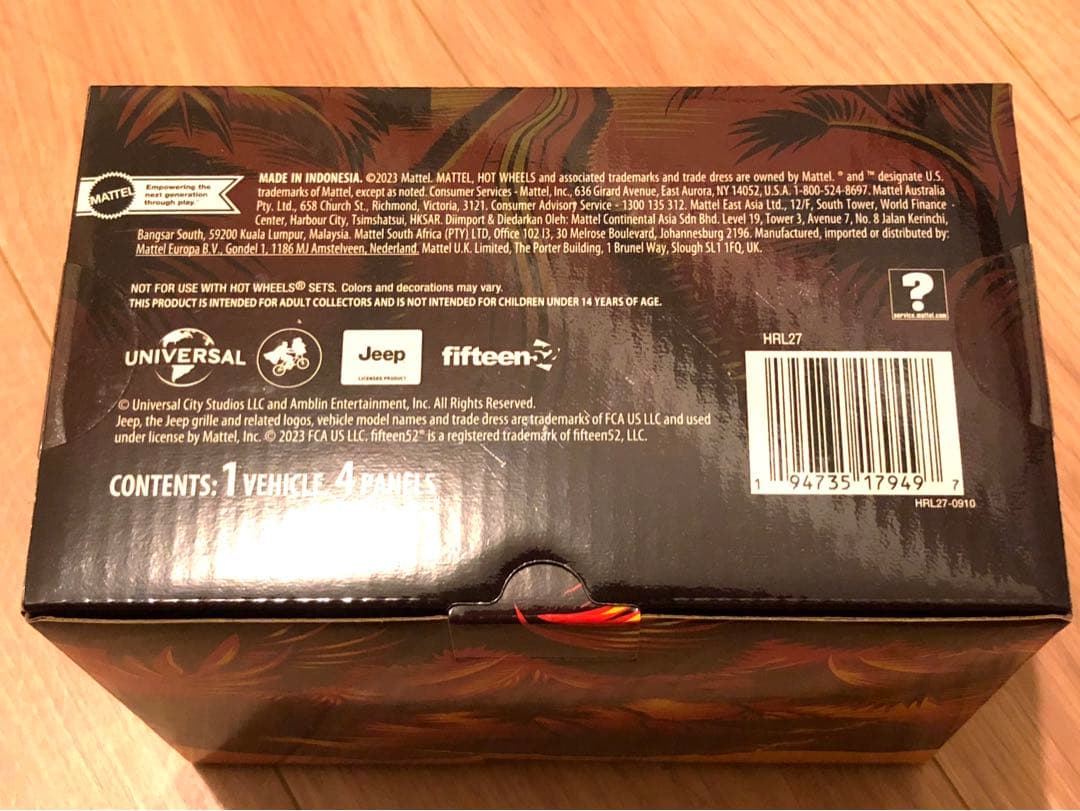 MATTEL
Empowering the
next generation
through play.™
MADE IN INDONESIA. ©2023 Mattel. MATTEL, HOT WHEELS and associated trademarks and trade dress are owned by Mattel. ® and ™ designate U.S.
trademarks of Mattel, except as noted. Consumer Services - Mattel, Inc., 636 Girard Avenue, East Aurora, NY 14052, U.S.A. 1-800-524-8697. Mattel Australia
Pty. Ltd., 658 Church St., Richmond, Victoria, 3121. Consumer Advisory Service - 1300 135 312. Mattel East Asia Ltd., 12/F, South Tower, World Finance
Center, Harbour City, Tsimshatsui, HKSAR. Diimport & Diedarkan Oleh: Mattel Continental Asia Sdn Bhd. Level 19, Tower 3, Avenue 7, No. 8 Jalan Kerinchi,
Bangsar South, 59200 Kuala Lumpur, Malaysia. Mattel South Africa (PTY) LTD, Office 102 I3, 30 Melrose Boulevard, Johannesburg 2196. Manufactured, imported or distributed by:
Mattel Europa B.V., Gondel 1, 1186 MJ Amstelveen, Nederland. Mattel U.K. Limited, The Porter Building, 1 Brunel Way, Slough SL1 1FQ, UK.
NOT FOR USE WITH HOT WHEELS® SETS. Colors and decorations may vary.
THIS PRODUCT IS INTENDED FOR ADULT COLLECTORS AND IS NOT INTENDED FOR CHILDREN UNDER 14 YEARS OF AGE.
?
service.mattel.com
UNIVERSAL
Jeep
LICENSED PRODUCT
fifteen52
HRL27
© Universal City Studios LLC and Amblin Entertainment, Inc. All Rights Reserved.
Jeep, the Jeep grille and related logos, vehicle model names and trade dress are trademarks of FCA US LLC and used
under license by Mattel, Inc. © 2023 FCA US LLC. fifteen52™ is a registered trademark of fifteen52, LLC.
CONTENTS: 1 VEHICLE 4 PANELS
1 94735 17949 7
HRL27-0910